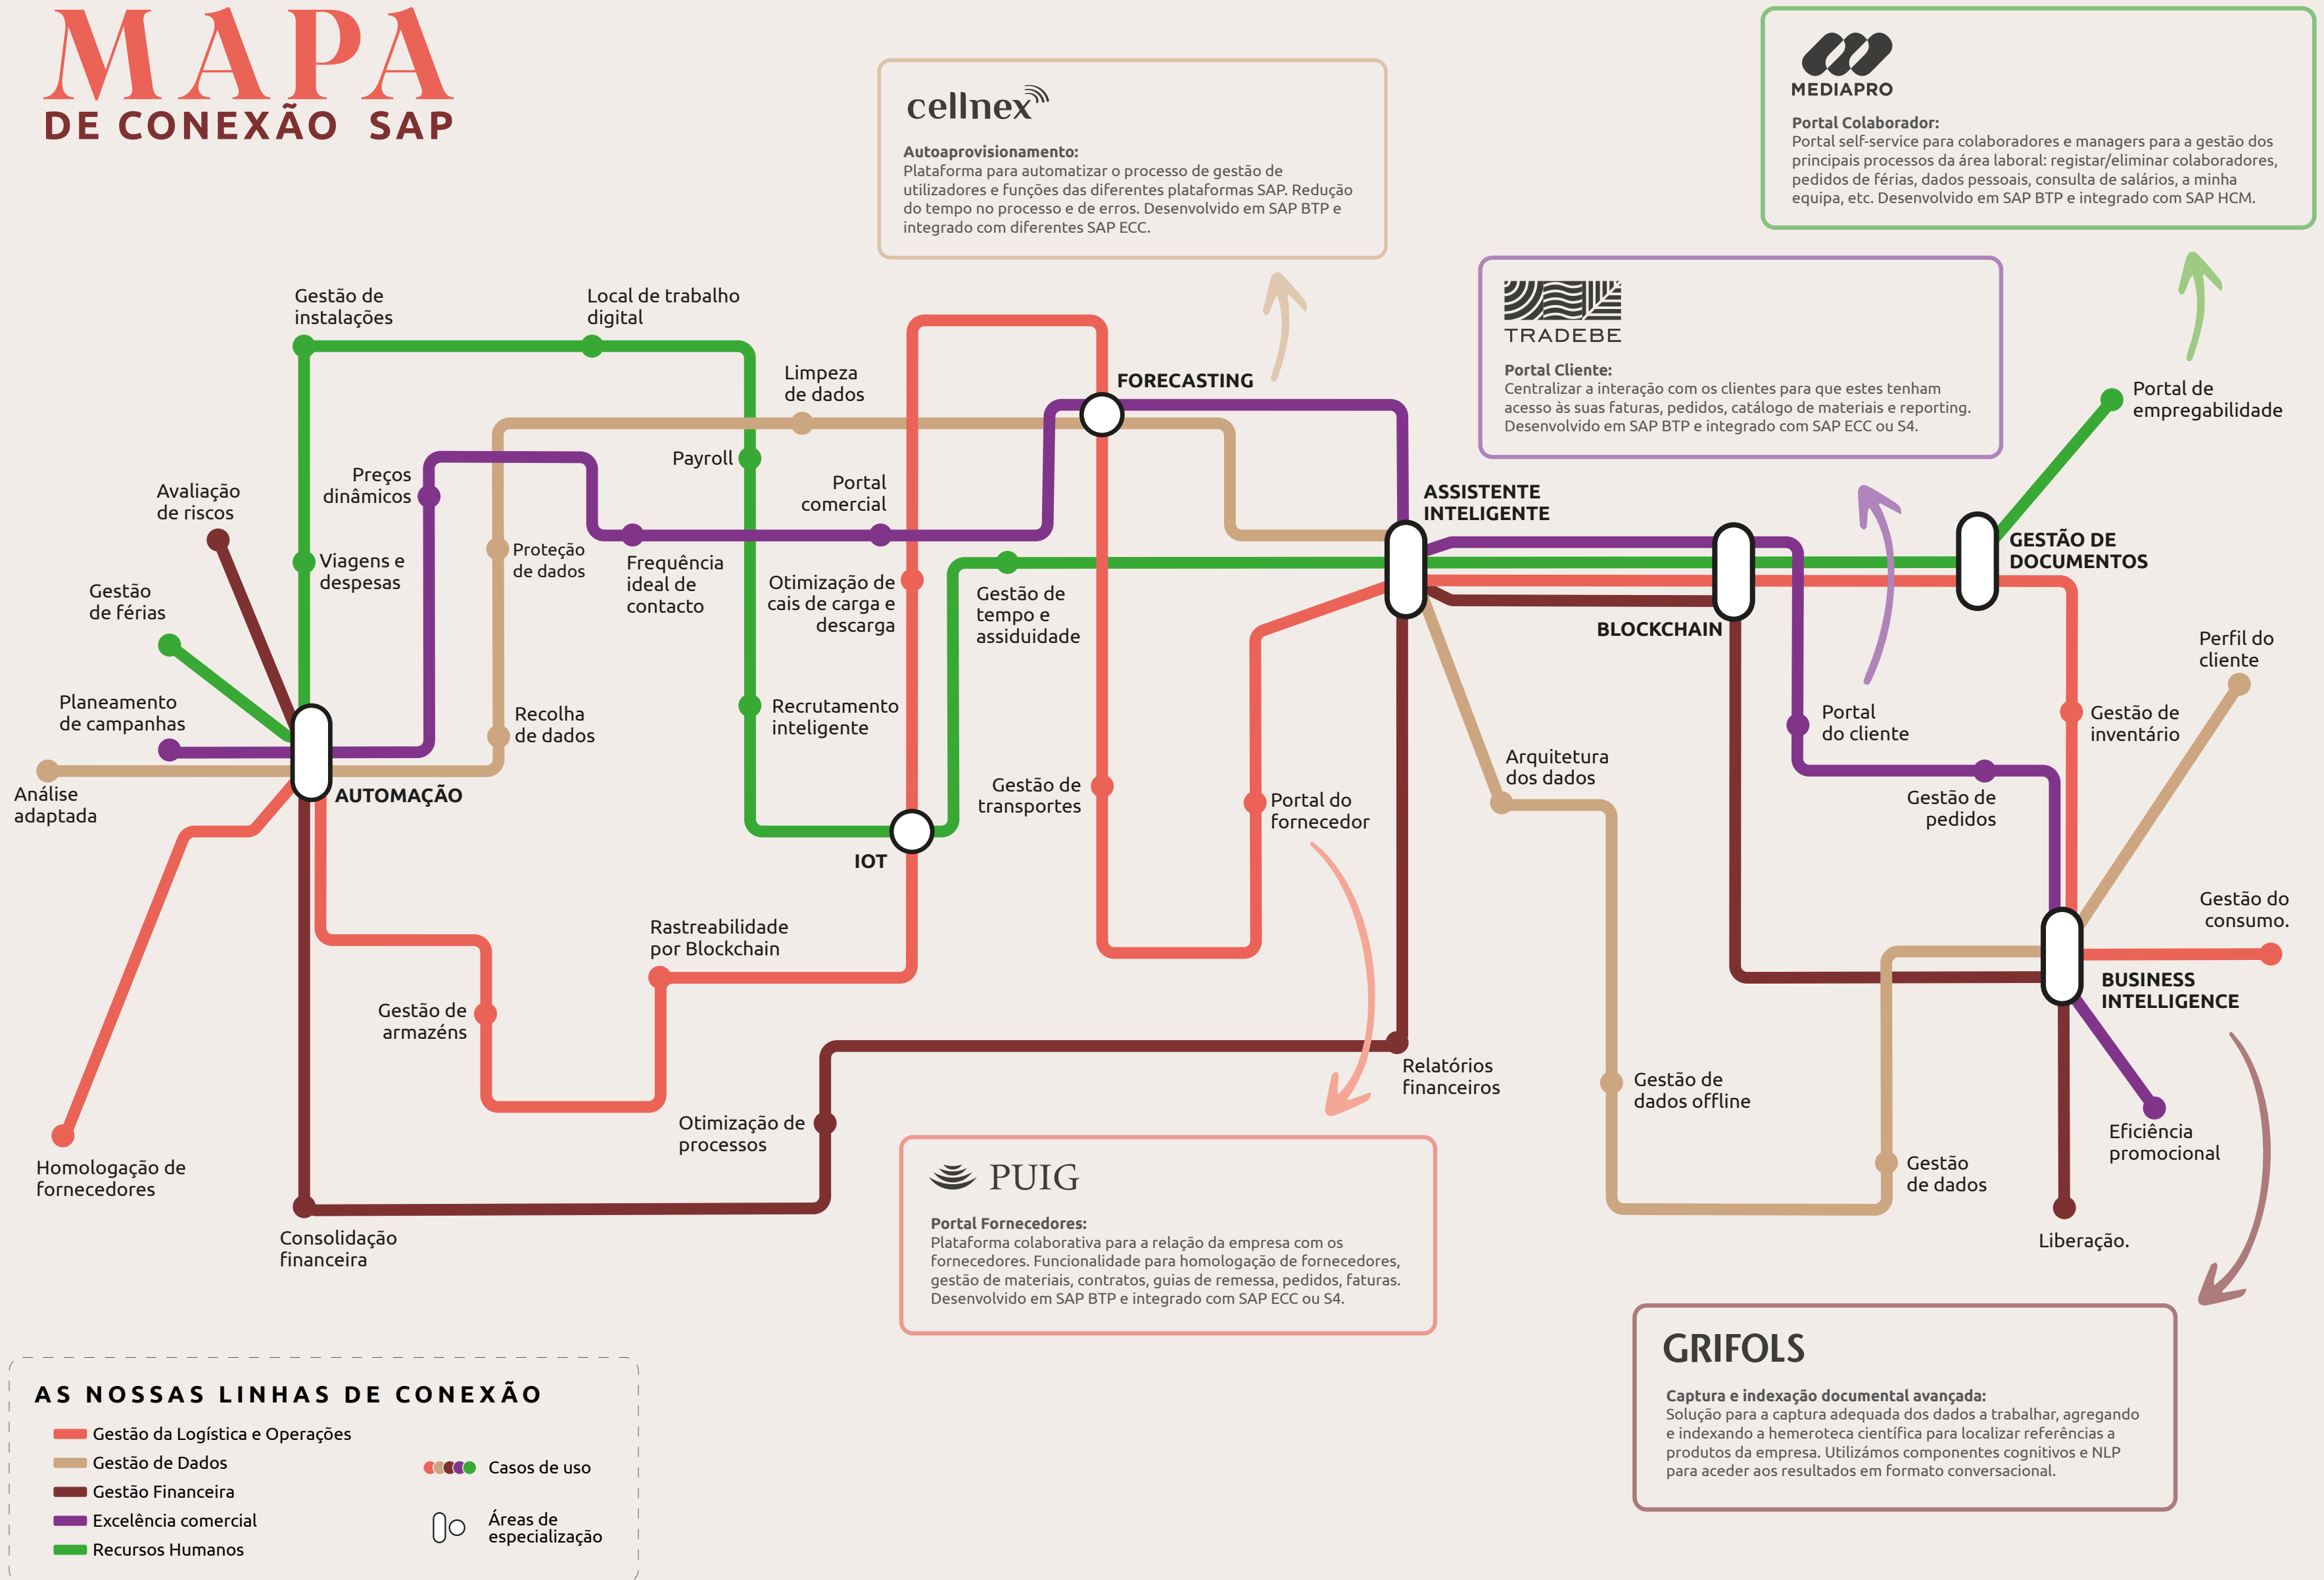 MAPA
DE CONEXÃO SAP
cellnex
Autoaprovisionamento:
Plataforma para automatizar o processo de gestão de
utilizadores e funções das diferentes plataformas SAP. Redução
do tempo no processo e de erros. Desenvolvido em SAP BTP e
integrado com diferentes SAP ECC.
MEDIAPRO
Portal Colaborador:
Portal self-service para colaboradores e managers para a gestão dos
principais processos da área laboral: registar/eliminar colaboradores,
pedidos de férias, dados pessoais, consulta de salários, a minha
equipa, etc. Desenvolvido em SAP BTP e integrado com SAP HCM.
TRADEBE
Portal Cliente:
Centralizar a interação com os clientes para que estes tenham
acesso às suas faturas, pedidos, catálogo de materiais e reporting.
Desenvolvido em SAP BTP e integrado com SAP ECC ou S4.
Gestão de
instalações
Local de trabalho
digital
Limpeza
de dados
FORECASTING
Portal de
empregabilidade
Payroll
Preços
dinâmicos
Portal
comercial
Avaliação
de riscos
ASSISTENTE
INTELIGENTE
Viagens e
despesas
Proteção
de dados
Frequência
ideal de
contacto
Otimização de
cais de carga e
descarga
Gestão de
tempo e
assiduidade
GESTÃO DE
DOCUMENTOS
BLOCKCHAIN
Gestão
de férias
Perfil do
cliente
Planeamento
de campanhas
Recolha
de dados
Recrutamento
inteligente
Portal
do cliente
Gestão de
inventário
Análise
adaptada
AUTOMAÇÃO
Gestão de
transportes
Portal do
fornecedor
Arquitetura
dos dados
Gestão de
pedidos
IOT
Rastreabilidade
por Blockchain
Gestão do
consumo.
Gestão de
armazéns
BUSINESS
INTELLIGENCE
Relatórios
financeiros
Gestão de
dados offline
Otimização de
processos
Eficiência
promocional
Homologação de
fornecedores
Gestão
de dados
Consolidação
financeira
Liberação.
PUIG
Portal Fornecedores:
Plataforma colaborativa para a relação da empresa com os
fornecedores. Funcionalidade para homologação de fornecedores,
gestão de materiais, contratos, guias de remessa, pedidos, faturas.
Desenvolvido em SAP BTP e integrado com SAP ECC ou S4.
GRIFOLS
Captura e indexação documental avançada:
Solução para a captura adequada dos dados a trabalhar, agregando
e indexando a hemeroteca científica para localizar referências a
produtos da empresa. Utilizámos componentes cognitivos e NLP
para aceder aos resultados em formato conversacional.
AS NOSSAS LINHAS DE CONEXÃO
Gestão da Logística e Operações
Gestão de Dados
Gestão Financeira
Excelência comercial
Recursos Humanos
Casos de uso
Áreas de
especialização